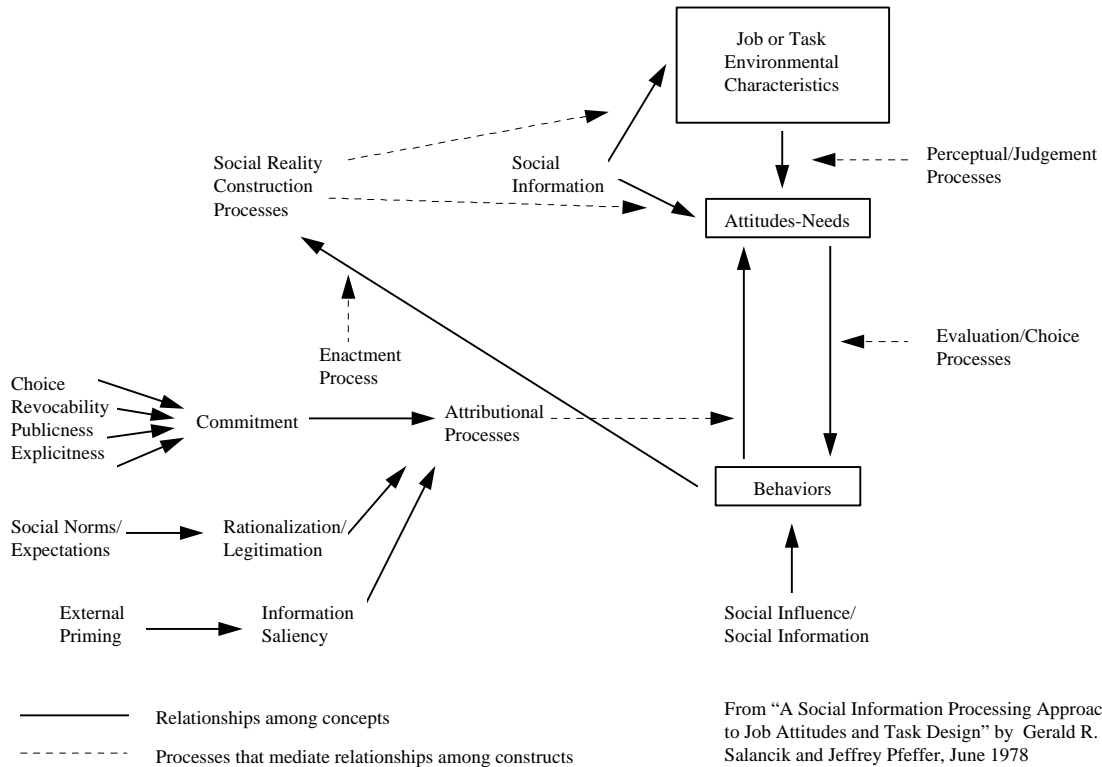 Job or Task
Environmental
Characteristics
Social Reality
Construction
Processes
Social
Information
Perceptual/Judgement
Processes
Attitudes-Needs
Enactment
Process
Evaluation/Choice
Processes
Choice
Revocability
Publicness
Explicitness
Commitment
Attributional
Processes
Behaviors
Social Norms/
Expectations
Rationalization/
Legitimation
External
Priming
Information
Saliency
Social Influence/
Social Information
Relationships among concepts
Processes that mediate relationships among constructs
From “A Social Information Processing Approac
to Job Attitudes and Task Design” by Gerald R.
Salancik and Jeffrey Pfeffer, June 1978